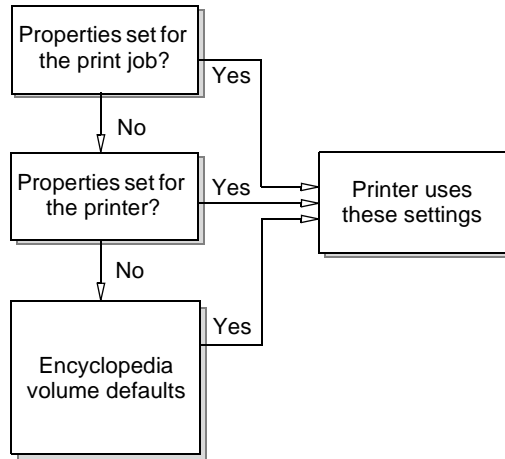 Properties set for
the print job?
Yes
No
Properties set for
the printer?
Yes
Printer uses
these settings
No
Yes
Encyclopedia
volume defaults